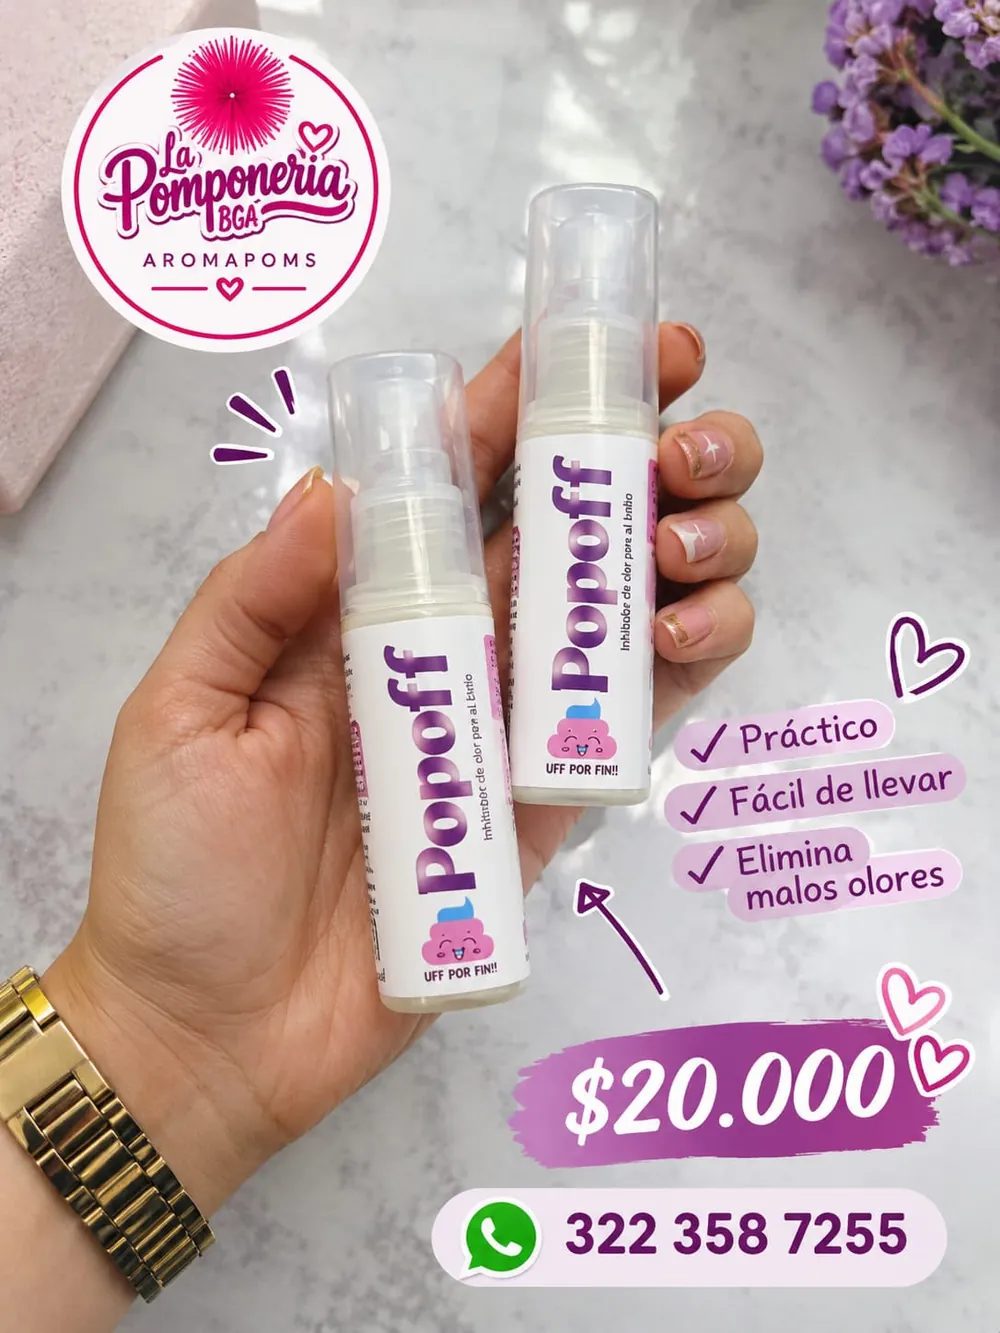 La
Pomponeria
BGA
AROMAPOMS
Popoff
UFF POR FIN!!
Popoff
UFF POR FIN!!
Práctico
Fácil de llevar
Elimina
malos olores
$20.000
322 358 7255